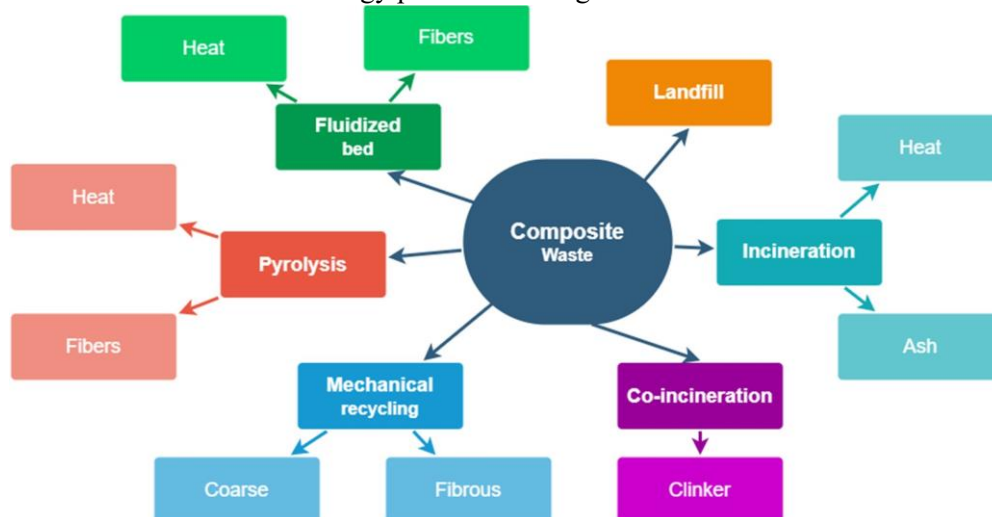 Heat
Fibers
Landfill
Fluidized
bed
Heat
Heat
Composite
Waste
Incineration
Pyrolysis
Fibers
Ash
Mechanical
recycling
Co-incineration
Coarse
Fibrous
Clinker